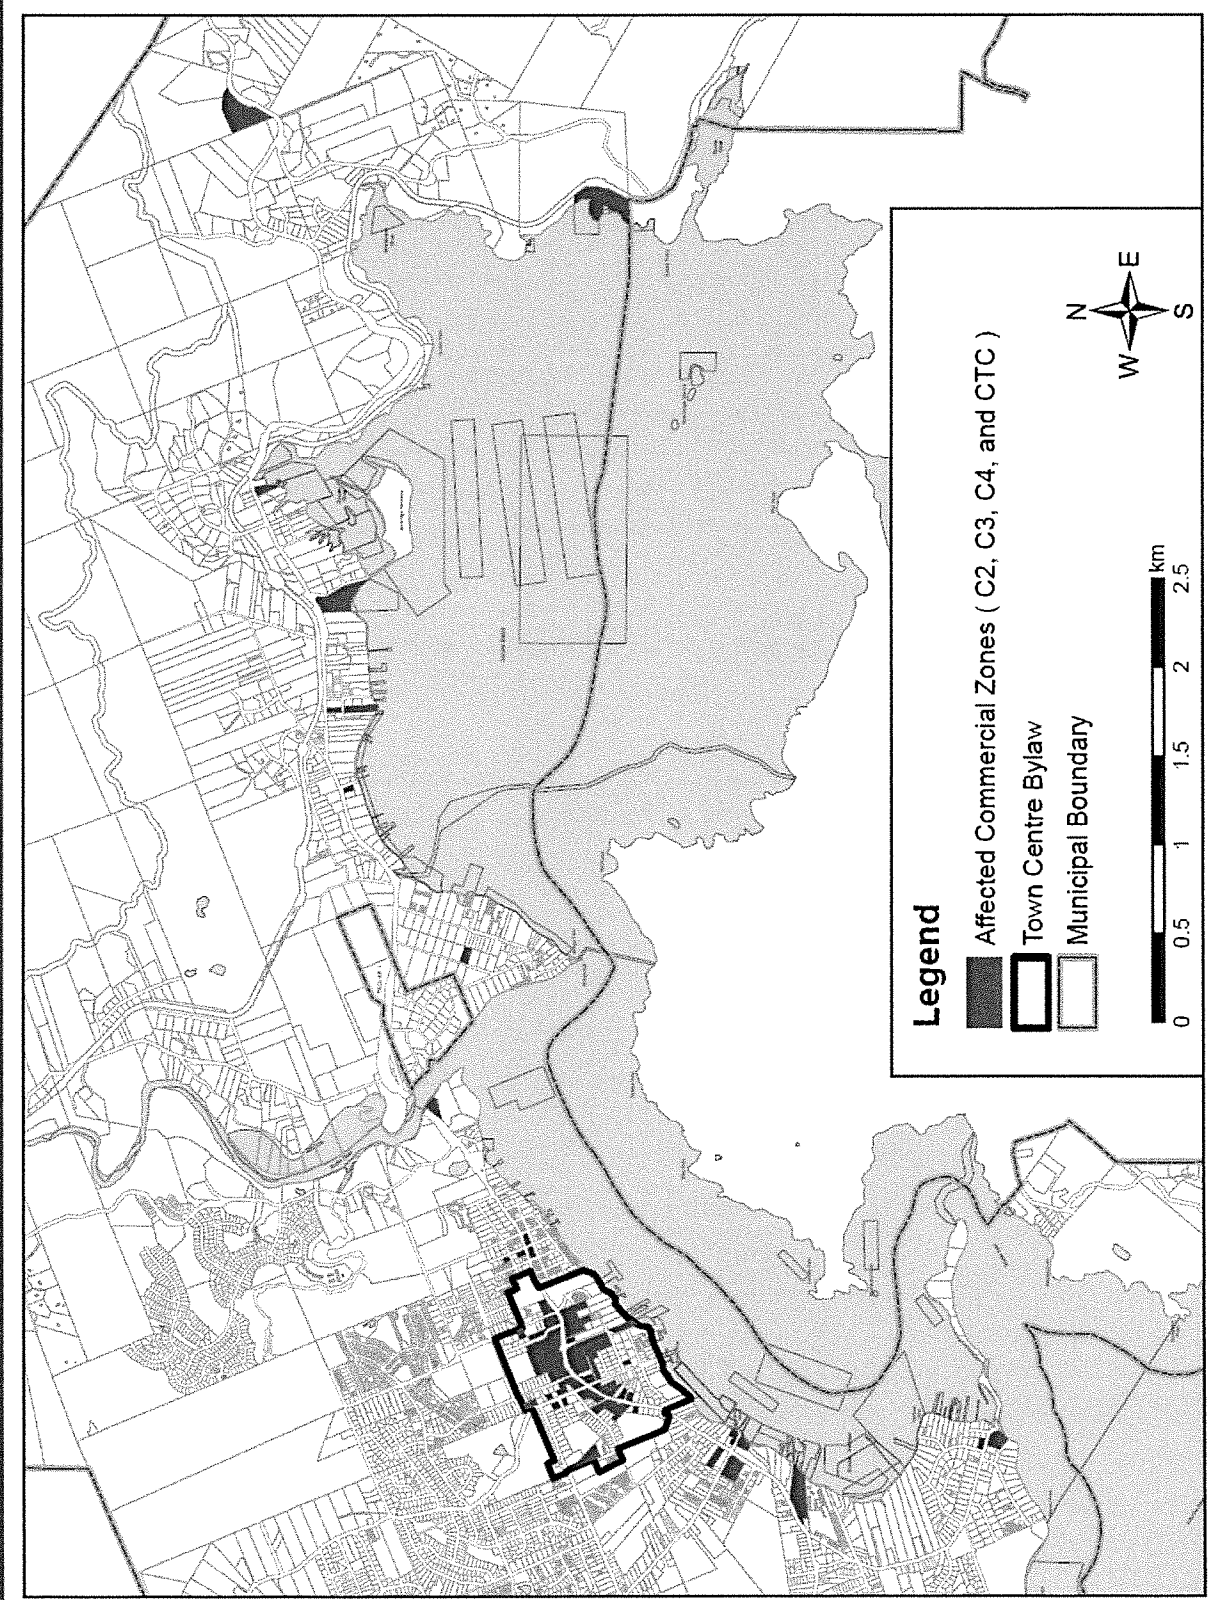 Legend
Affected Commercial Zones ( C2, C3, C4, and CTC )
Town Centre Bylaw
Municipal Boundary
N
W
E
S
km
0 0.5 1 1.5 2 2.5